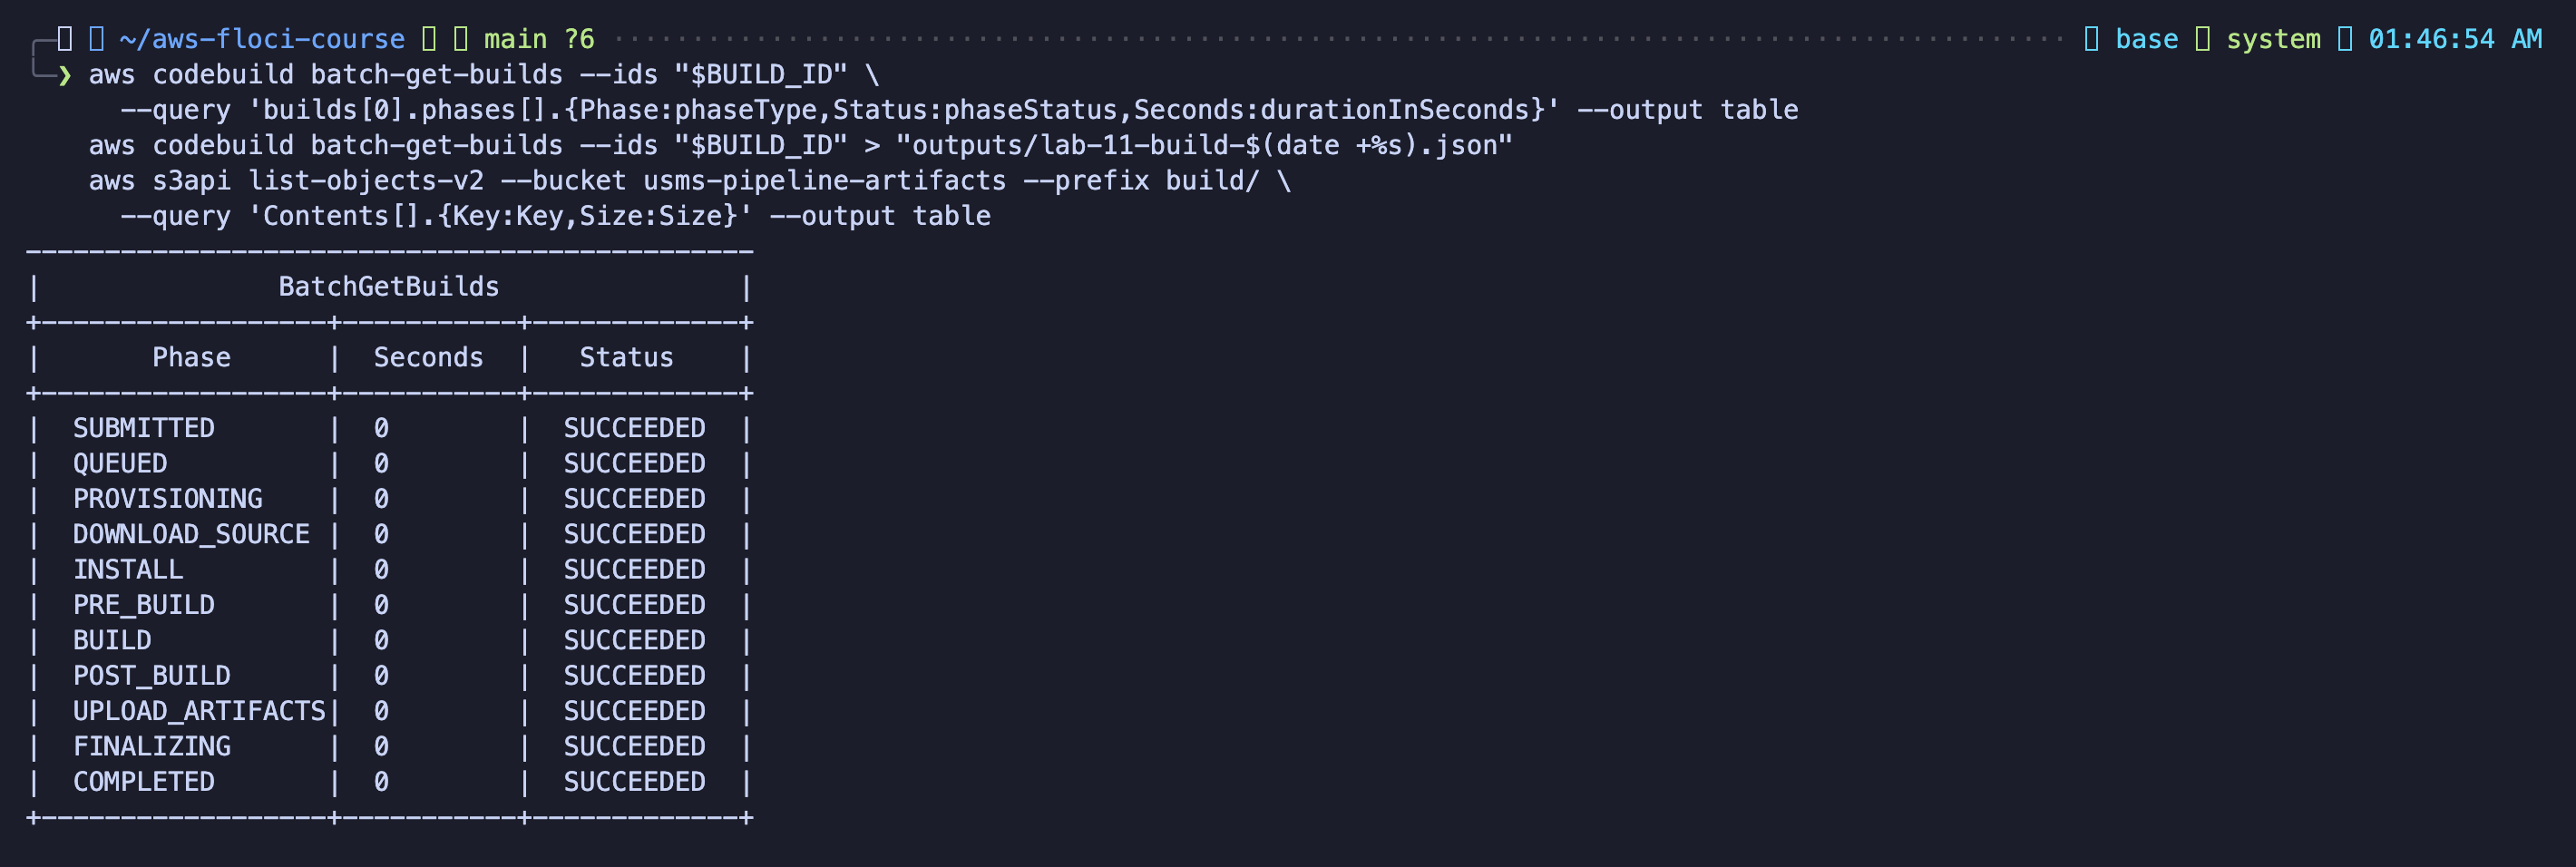 ~/aws-floci-course main ?6 base system 01:46:54 AM
❯ aws codebuild batch-get-builds --ids "$BUILD_ID" \
--query 'builds[0].phases[].{Phase:phaseType,Status:phaseStatus,Seconds:durationInSeconds}' --output table
aws codebuild batch-get-builds --ids "$BUILD_ID" > "outputs/lab-11-build-$(date +%s).json"
aws s3api list-objects-v2 --bucket usms-pipeline-artifacts --prefix build/ \
--query 'Contents[].{Key:Key,Size:Size}' --output table
----------------------------------------------
|               BatchGetBuilds               |
+------------------+-----------+-------------+
|       Phase      |  Seconds  |   Status    |
+------------------+-----------+-------------+
|  SUBMITTED       |  0        |  SUCCEEDED  |
|  QUEUED          |  0        |  SUCCEEDED  |
|  PROVISIONING    |  0        |  SUCCEEDED  |
|  DOWNLOAD_SOURCE |  0        |  SUCCEEDED  |
|  INSTALL         |  0        |  SUCCEEDED  |
|  PRE_BUILD       |  0        |  SUCCEEDED  |
|  BUILD           |  0        |  SUCCEEDED  |
|  POST_BUILD      |  0        |  SUCCEEDED  |
|  UPLOAD_ARTIFACTS|  0        |  SUCCEEDED  |
|  FINALIZING      |  0        |  SUCCEEDED  |
|  COMPLETED       |  0        |  SUCCEEDED  |
+------------------+-----------+-------------+